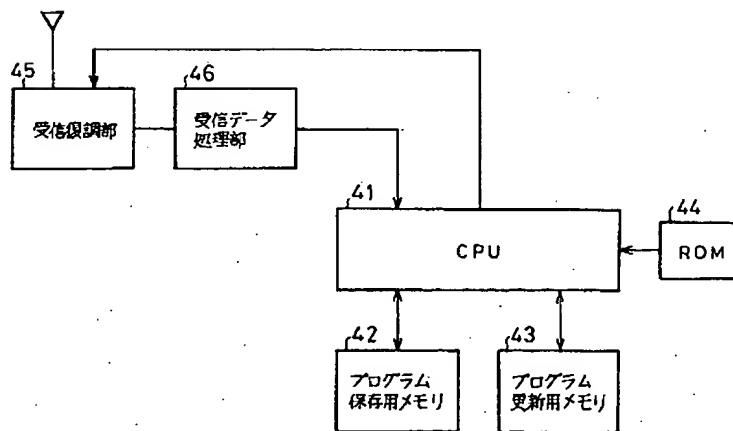 45
受信復調部
46
受信データ
処理部
41
CPU
44
ROM
42
プログラム
保存用メモリ
43
プログラム
更新用メモリ